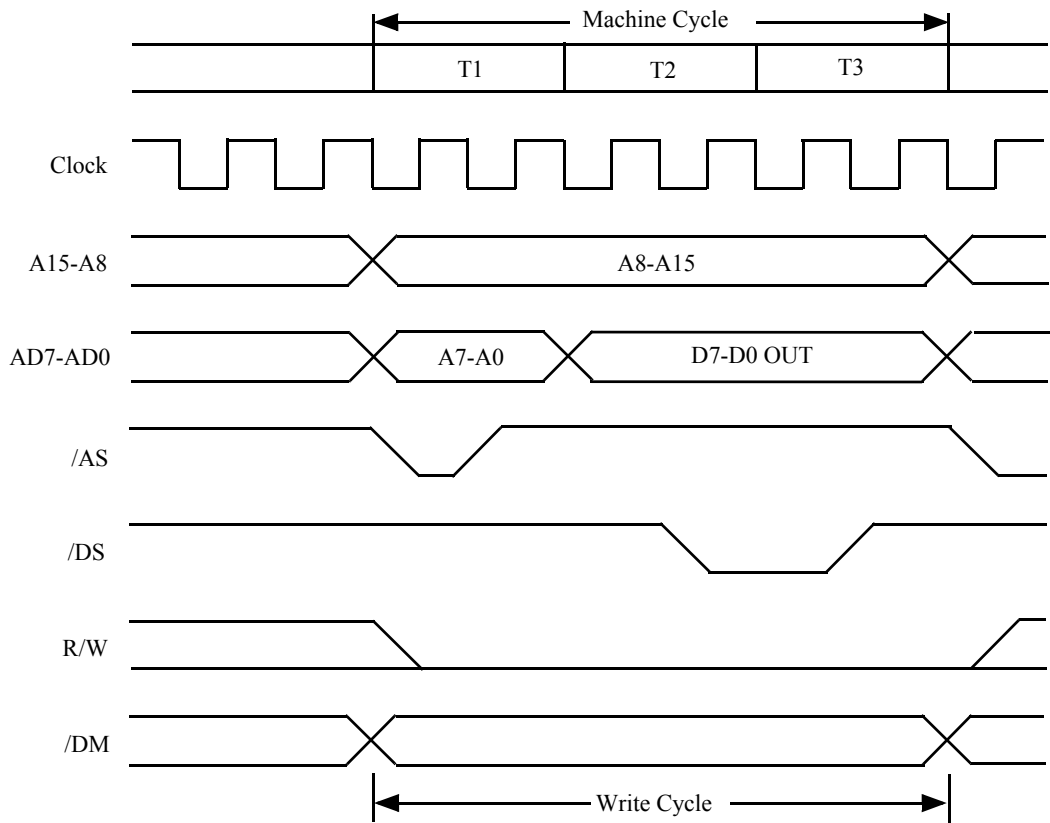 Machine Cycle
T1 T2 T3
Clock
A15-A8 A8-A15
AD7-AD0 A7-A0 D7-D0 OUT
/AS
/DS
R/W
/DM
Write Cycle